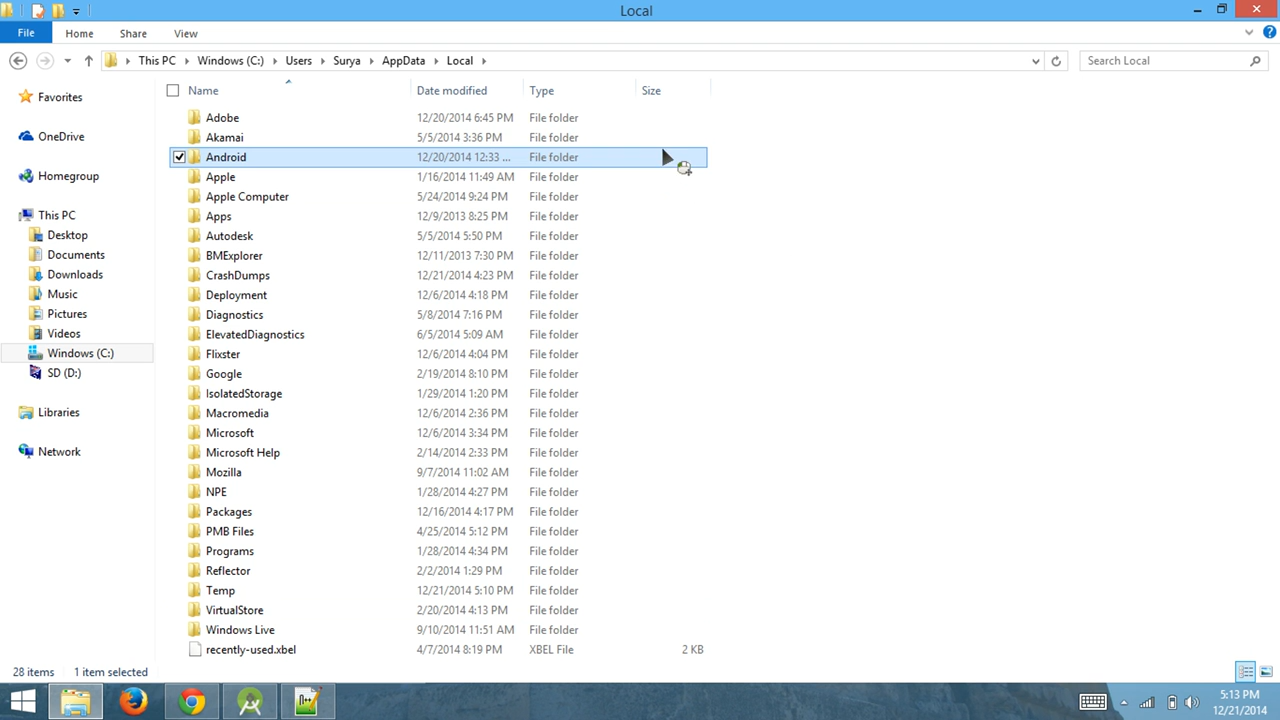 Local
File Home Share View
This PC Windows (C:) Users Surya AppData Local Search Local
Favorites
OneDrive
Homegroup
This PC
Desktop
Documents
Downloads
Music
Pictures
Videos
Windows (C:)
SD (D:)
Libraries
Network
Name Date modified Type Size
Adobe 12/20/2014 6:45 PM File folder
Akamai 5/5/2014 3:36 PM File folder
Android 12/20/2014 12:33 ... File folder
Apple 1/16/2014 11:49 AM File folder
Apple Computer 5/24/2014 9:24 PM File folder
Apps 12/9/2013 8:25 PM File folder
Autodesk 5/5/2014 5:50 PM File folder
BMExplorer 12/11/2013 7:30 PM File folder
CrashDumps 12/21/2014 4:23 PM File folder
Deployment 12/6/2014 4:18 PM File folder
Diagnostics 5/8/2014 7:16 PM File folder
ElevatedDiagnostics 6/5/2014 5:09 AM File folder
Flixster 12/6/2014 4:04 PM File folder
Google 2/19/2014 8:10 PM File folder
IsolatedStorage 1/29/2014 1:20 PM File folder
Macromedia 12/6/2014 2:36 PM File folder
Microsoft 12/6/2014 3:34 PM File folder
Microsoft Help 2/14/2014 2:33 PM File folder
Mozilla 9/7/2014 11:02 AM File folder
NPE 1/28/2014 4:27 PM File folder
Packages 12/16/2014 4:17 PM File folder
PMB Files 4/25/2014 5:12 PM File folder
Programs 1/28/2014 4:34 PM File folder
Reflector 2/2/2014 1:29 PM File folder
Temp 12/21/2014 5:10 PM File folder
VirtualStore 2/20/2014 4:13 PM File folder
Windows Live 9/10/2014 11:51 AM File folder
recently-used.xbel 4/7/2014 8:19 PM XBEL File 2 KB
28 items 1 item selected
5:13 PM
12/21/2014